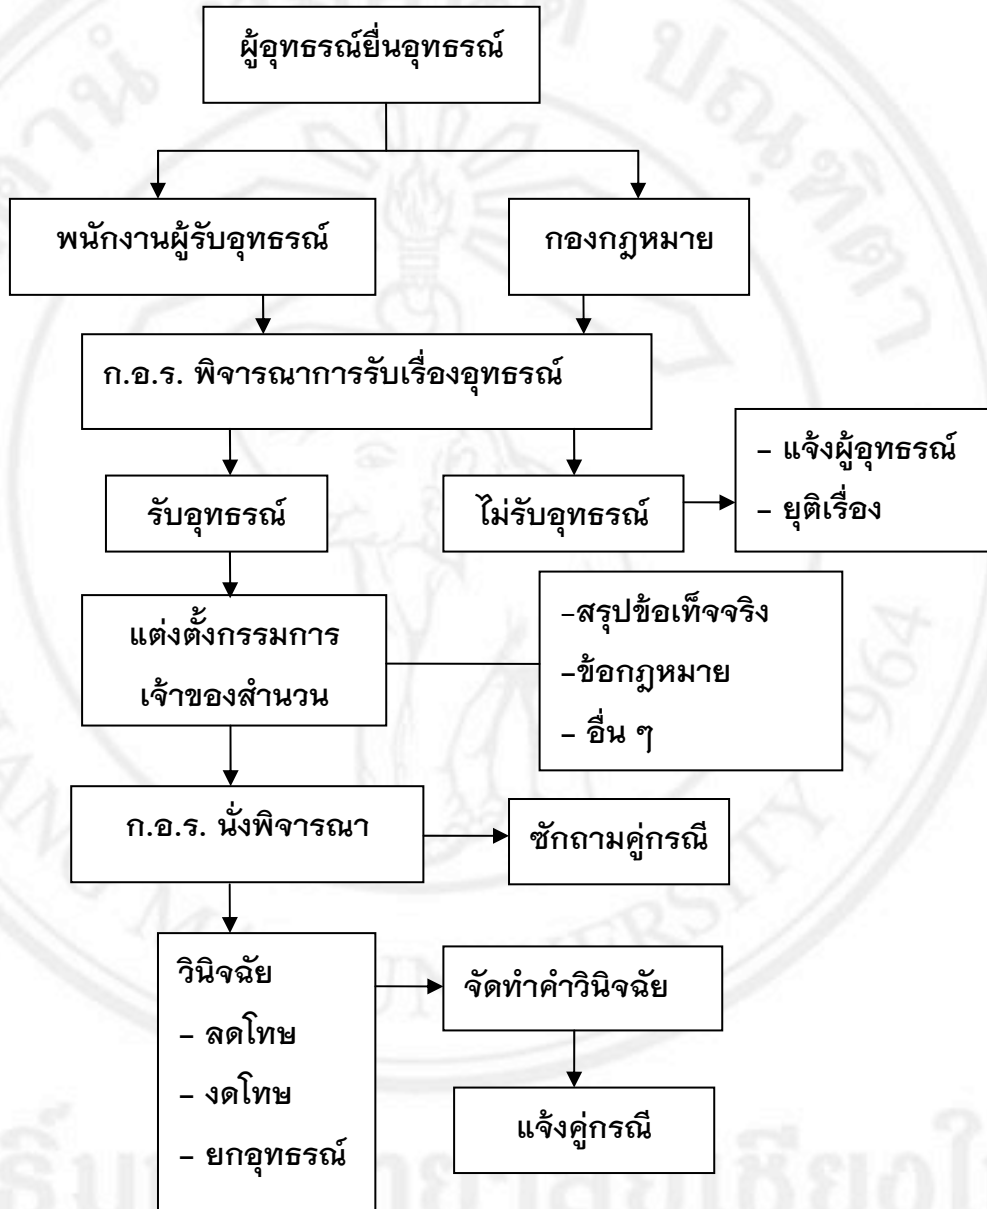 ผู้อุทธรณ์ยื่นอุทธรณ์
พนักงานผู้รับอุทธรณ์
กองกฎหมาย
ก.อ.ร. พิจารณาการรับเรื่องอุทธรณ์
รับอุทธรณ์
ไม่รับอุทธรณ์
– แจ้งผู้อุทธรณ์
– ยุติเรื่อง
แต่งตั้งกรรมการ
เจ้าของสำนวน
–สรุปข้อเท็จจริง
–ข้อกฎหมาย
– อื่น ๆ
ก.อ.ร. นั่งพิจารณา
ซักถามคู่กรณี
วินิจฉัย
– ลดโทษ
– งดโทษ
– ยกอุทธรณ์
จัดทำคำวินิจฉัย
แจ้งคู่กรณี
UNIVERSITY 1964